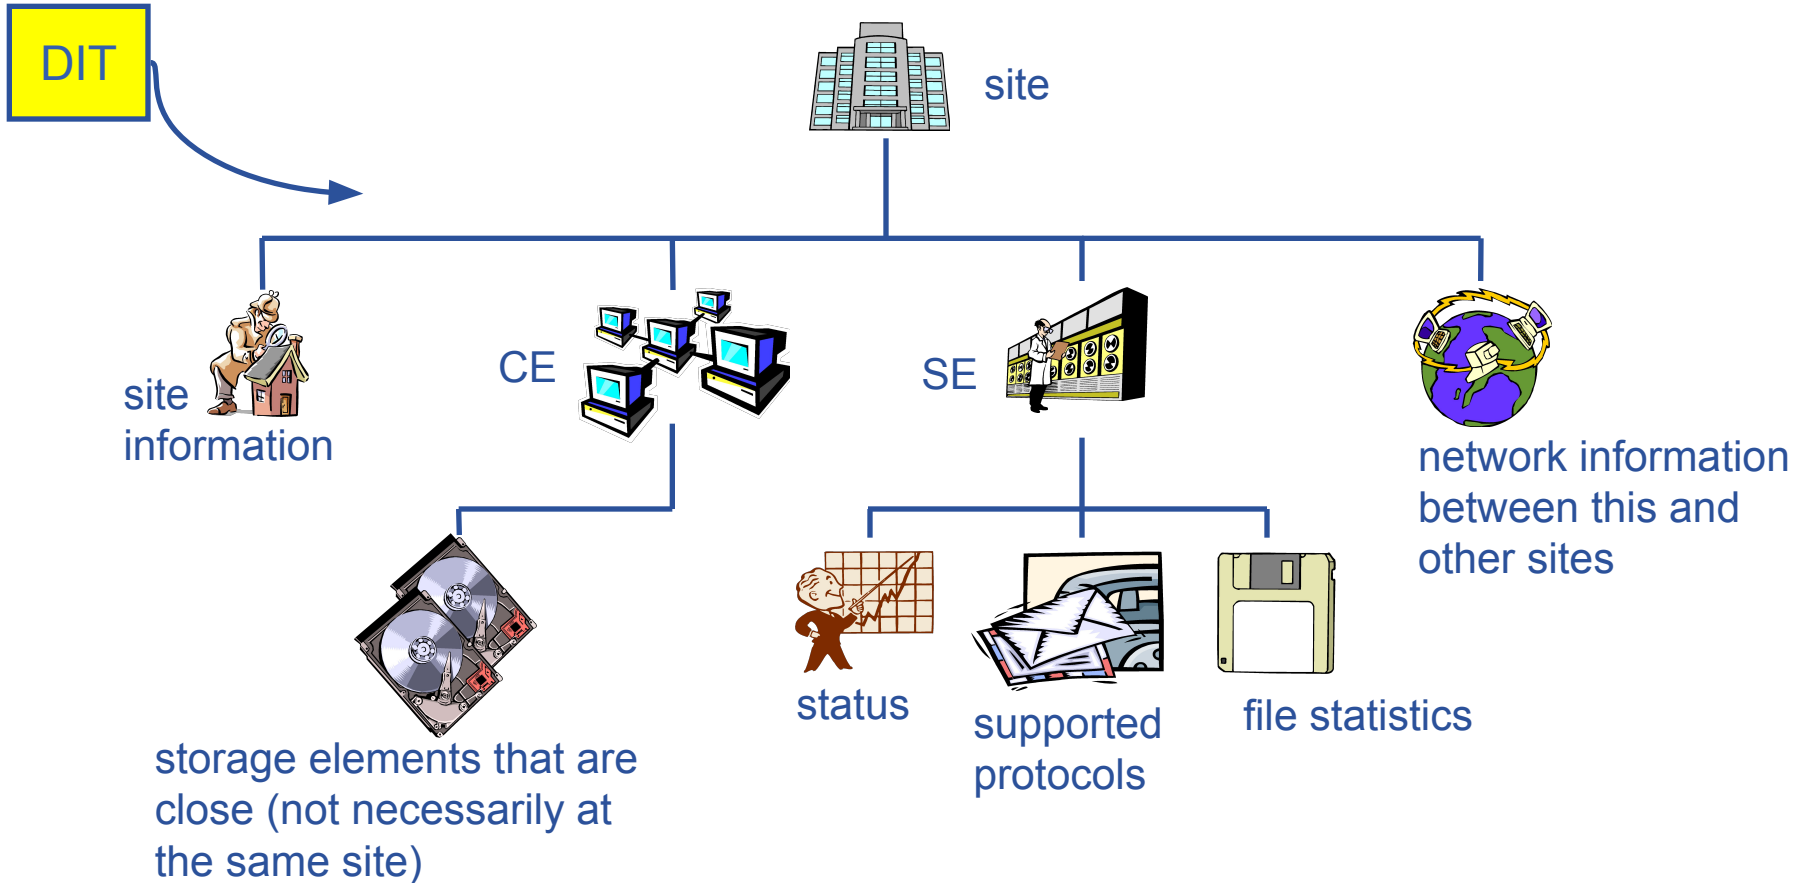 DIT
site
site
information
CE
SE
network information
between this and
other sites
storage elements that are
close (not necessarily at
the same site)
status
supported
protocols
file statistics